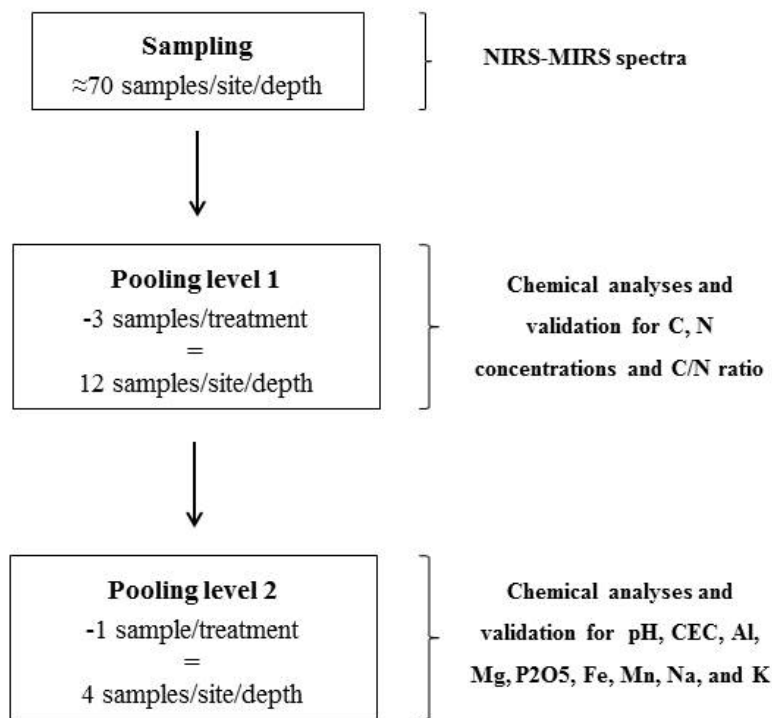 Sampling
≈70 samples/site/depth
NIRS-MIRS spectra
Pooling level 1
-3 samples/treatment
=
12 samples/site/depth
Chemical analyses and
validation for C, N
concentrations and C/N ratio
Pooling level 2
-1 sample/treatment
=
4 samples/site/depth
Chemical analyses and
validation for pH, CEC, Al,
Mg, P2O5, Fe, Mn, Na, and K